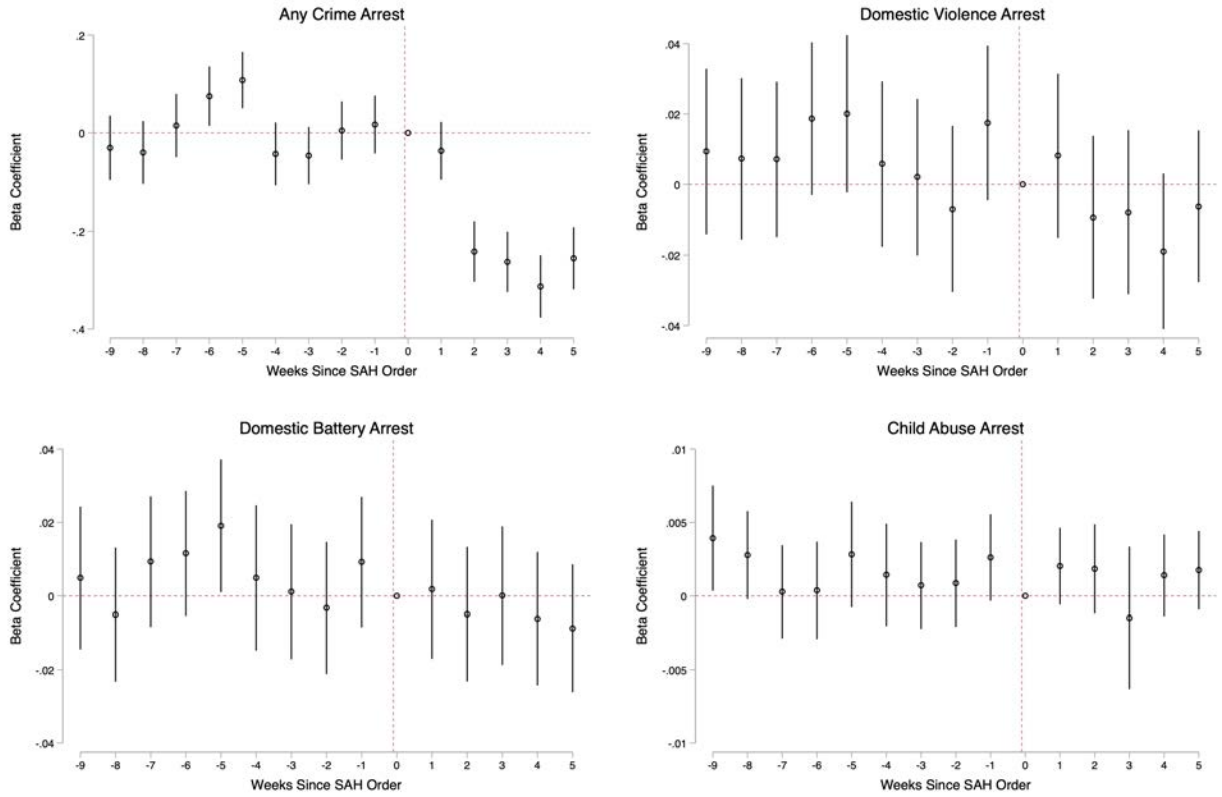 Any Crime Arrest
.2
0
-.2
-.4
Beta Coefficient
-9 -8 -7 -6 -5 -4 -3 -2 -1 0 1 2 3 4 5
Weeks Since SAH Order
Domestic Violence Arrest
.04
.02
0
-.02
-.04
Beta Coefficient
-9 -8 -7 -6 -5 -4 -3 -2 -1 0 1 2 3 4 5
Weeks Since SAH Order
Domestic Battery Arrest
.04
.02
0
-.02
-.04
Beta Coefficient
-9 -8 -7 -6 -5 -4 -3 -2 -1 0 1 2 3 4 5
Weeks Since SAH Order
Child Abuse Arrest
.01
.005
0
-.005
-.01
Beta Coefficient
-9 -8 -7 -6 -5 -4 -3 -2 -1 0 1 2 3 4 5
Weeks Since SAH Order